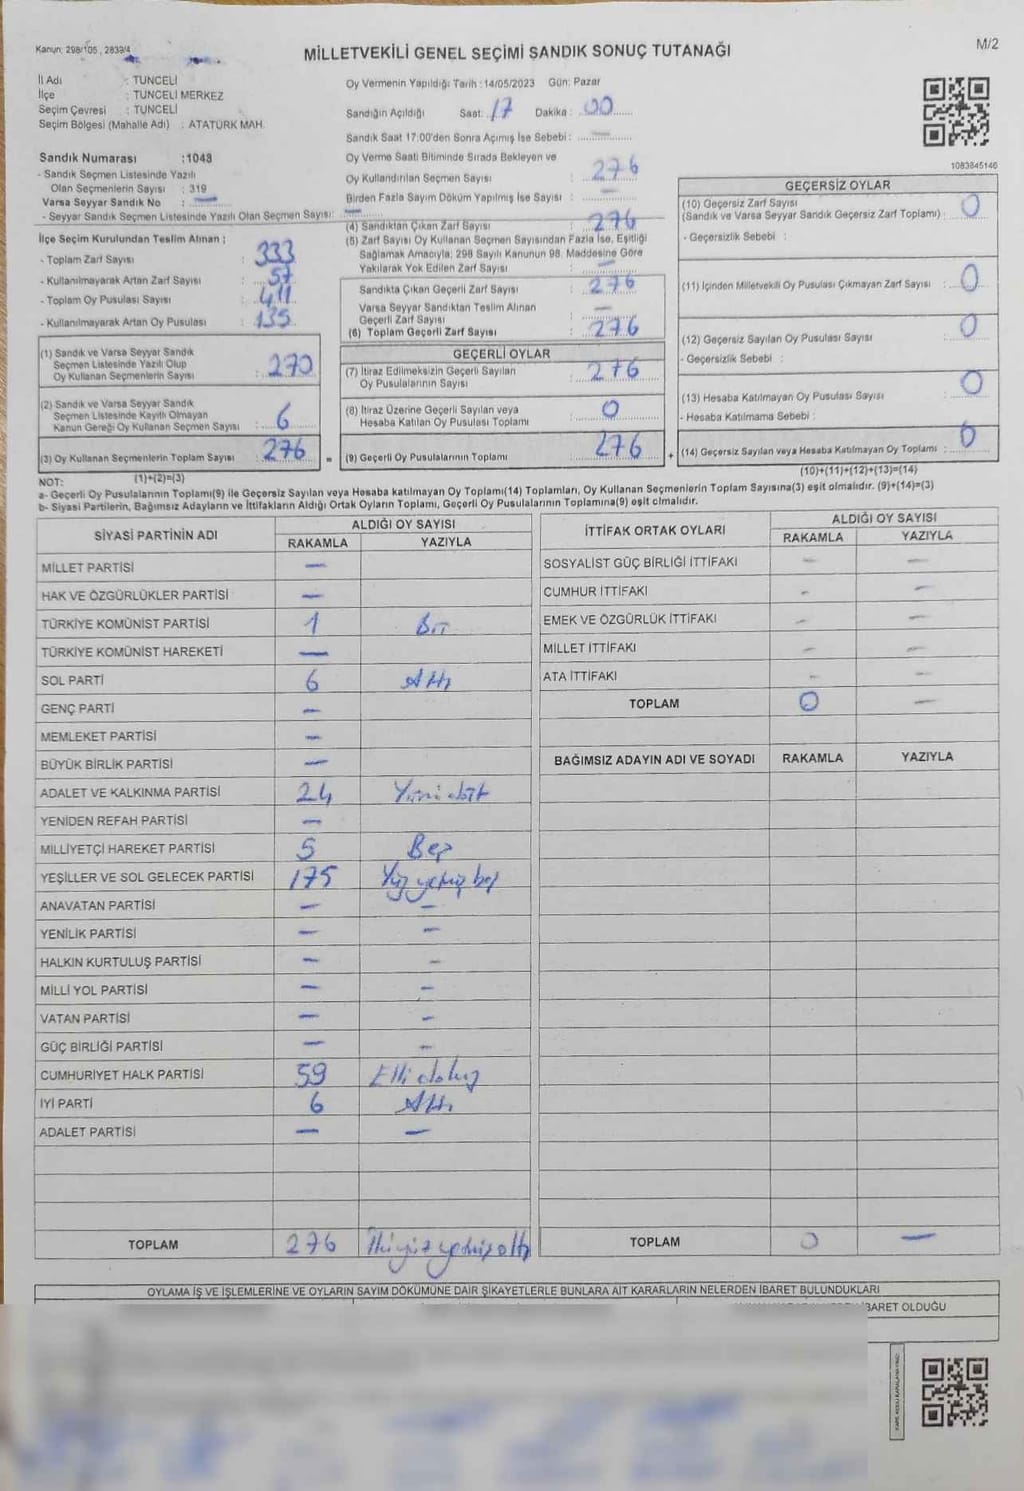 Kanun: 298/105, 2839/4
MİLLETVEKİLİ GENEL SEÇİMİ SANDIK SONUÇ TUTANAĞI
M/2
İl Adı : TUNCELİ
İlçe : TUNCELİ MERKEZ
Seçim Çevresi : TUNCELİ
Seçim Bölgesi (Mahalle Adı) : ATATÜRK MAH.
Sandık Numarası :1043
- Sandık Seçmen Listesinde Yazılı
Olan Seçmenlerin Sayısı : 319
Varsa Seyyar Sandık No : —
- Seyyar Sandık Seçmen Listesinde Yazılı Olan Seçmen Sayısı: —
Oy Vermenin Yapıldığı Tarih :14/05/2023 Gün: Pazar
Sandığın Açıldığı Saat: 17 Dakika : 00
Sandık Saat 17:00'den Sonra Açımış İse Sebebi : —
Oy Verme Saati Bitiminde Sırada Bekleyen ve
Oy Kullandırılan Seçmen Sayısı : 276
Birden Fazla Sayım Döküm Yapılmış İse Sayısı : —
(4) Sandıktan Çıkan Zarf Sayısı : 276
(5) Zarf Sayısı Oy Kullanan Seçmen Sayısından Fazla İse, Eşitliği
Sağlamak Amacıyla; 298 Sayılı Kanunun 98. Maddesine Göre
Yakılarak Yok Edilen Zarf Sayısı : —
Sandıkta Çıkan Geçerli Zarf Sayısı : 276
Varsa Seyyar Sandıktan Teslim Alınan
Geçerli Zarf Sayısı : —
(6) Toplam Geçerli Zarf Sayısı : 276
1083845146
İlçe Seçim Kurulundan Teslim Alınan ;
- Toplam Zarf Sayısı : 333
- Kullanılmayarak Artan Zarf Sayısı : 57
- Toplam Oy Pusulası Sayısı : 411
- Kullanılmayarak Artan Oy Pusulası : 135
(1) Sandık ve Varsa Seyyar Sandık
Seçmen Listesinde Yazılı Olup
Oy Kullanan Seçmenlerin Sayısı : 270
(2) Sandık ve Varsa Seyyar Sandık
Seçmen Listesinde Kayıtlı Olmayan
Kanun Gereği Oy Kullanan Seçmen Sayısı : 6
(3) Oy Kullanan Seçmenlerin Toplam Sayısı : 276
(1)+(2)=(3)
GEÇERLİ OYLAR
(7) İtiraz Edilmeksizin Geçerli Sayılan
Oy Pusulalarının Sayısı : 276
(8) İtiraz Üzerine Geçerli Sayılan veya
Hesaba Katılan Oy Pusulası Toplamı : 0
(9) Geçerli Oy Pusulalarının Toplamı : 276
GEÇERSİZ OYLAR
(10) Geçersiz Zarf Sayısı
(Sandık ve Varsa Seyyar Sandık Geçersiz Zarf Toplamı) : 0
- Geçersizlik Sebebi :
(11) İçinden Milletvekili Oy Pusulası Çıkmayan Zarf Sayısı : 0
(12) Geçersiz Sayılan Oy Pusulası Sayısı : 0
- Geçersizlik Sebebi :
(13) Hesaba Katılmayan Oy Pusulası Sayısı : 0
- Hesaba Katılmama Sebebi :
(14) Geçersiz Sayılan veya Hesaba Katılmayan Oy Toplamı : 0
(10)+(11)+(12)+(13)=(14)
NOT:
a- Geçerli Oy Pusulalarının Toplamı(9) ile Geçersiz Sayılan veya Hesaba katılmayan Oy Toplamı(14) Toplamları, Oy Kullanan Seçmenlerin Toplam Sayısına(3) eşit olmalıdır. (9)+(14)=(3)
b- Siyasi Partilerin, Bağımsız Adayların ve İttifakların Aldığı Ortak Oyların Toplamı, Geçerli Oy Pusulalarının Toplamına(9) eşit olmalıdır.
SİYASİ PARTİNİN ADI ALDIĞI OY SAYISI
RAKAMLA YAZIYLA
MİLLET PARTİSİ —
HAK VE ÖZGÜRLÜKLER PARTİSİ —
TÜRKİYE KOMÜNİST PARTİSİ 1 Bir
TÜRKİYE KOMÜNİST HAREKETİ —
SOL PARTİ 6 Altı
GENÇ PARTİ —
MEMLEKET PARTİSİ —
BÜYÜK BİRLİK PARTİSİ —
ADALET VE KALKINMA PARTİSİ 24 Yirmi dört
YENİDEN REFAH PARTİSİ —
MİLLİYETÇİ HAREKET PARTİSİ 5 Beş
YEŞİLLER VE SOL GELECEK PARTİSİ 175 Yüz yetmiş beş
ANAVATAN PARTİSİ — —
YENİLİK PARTİSİ — —
HALKIN KURTULUŞ PARTİSİ — —
MİLLİ YOL PARTİSİ — —
VATAN PARTİSİ — —
GÜÇ BİRLİĞİ PARTİSİ — —
CUMHURİYET HALK PARTİSİ 59 Elli dokuz
İYİ PARTİ 6 Altı
ADALET PARTİSİ — —
TOPLAM 276 İkiyüz yetmiş altı
İTTİFAK ORTAK OYLARI ALDIĞI OY SAYISI
RAKAMLA YAZIYLA
SOSYALİST GÜÇ BİRLİĞİ İTTİFAKI — —
CUMHUR İTTİFAKI - —
EMEK VE ÖZGÜRLÜK İTTİFAKI - —
MİLLET İTTİFAKI - —
ATA İTTİFAKI - —
TOPLAM 0 —
BAĞIMSIZ ADAYIN ADI VE SOYADI RAKAMLA YAZIYLA
TOPLAM 0 —
OYLAMA İŞ VE İŞLEMLERİNE VE OYLARIN SAYIM DÖKÜMÜNE DAİR ŞİKAYETLERLE BUNLARA AİT KARARLARIN NELERDEN İBARET BULUNDUKLARI
İBARET OLDUĞU